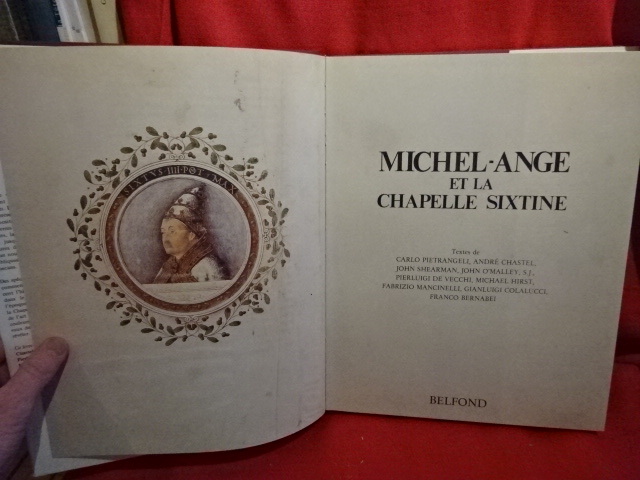 SIXTVS IIII POT MAX
MICHEL-ANGE
ET LA
CHAPELLE SIXTINE
Textes de
CARLO PIETRANGELI, ANDRÉ CHASTEL,
JOHN SHEARMAN, JOHN O'MALLEY, S.J.,
PIERLUIGI DE VECCHI, MICHAEL HIRST,
FABRIZIO MANCINELLI, GIANLUIGI COLALUCCI,
FRANCO BERNABEI
BELFOND